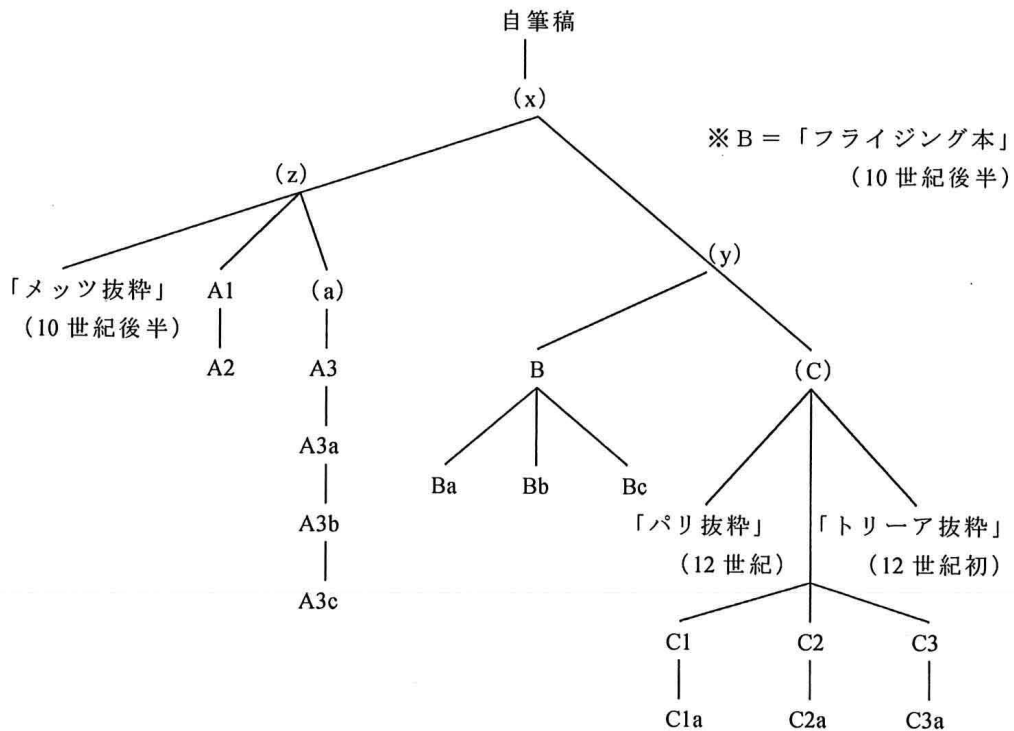 自筆稿
(x)
※B=「フライジング本」
(10世紀後半)
(z)
(y)
「メッツ抜粋」
(10世紀後半)
A1
(a)
A2
A3
B
(C)
A3a
Ba
Bb
Bc
A3b
「パリ抜粋」
(12世紀)
「トリーア抜粋」
(12世紀初)
A3c
C1
C2
C3
C1a
C2a
C3a